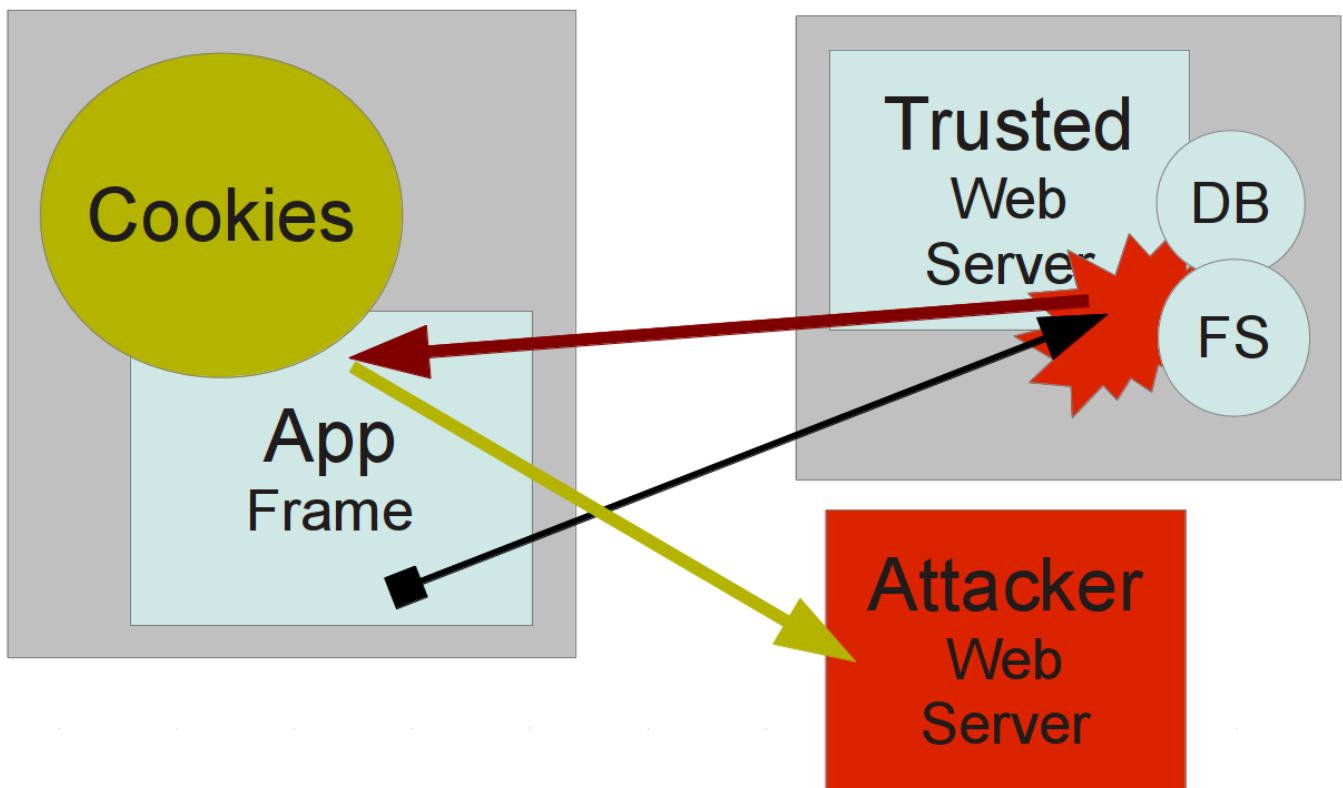 Cookies
App
Frame
Trusted
Web
Server
DB
FS
Attacker
Web
Server